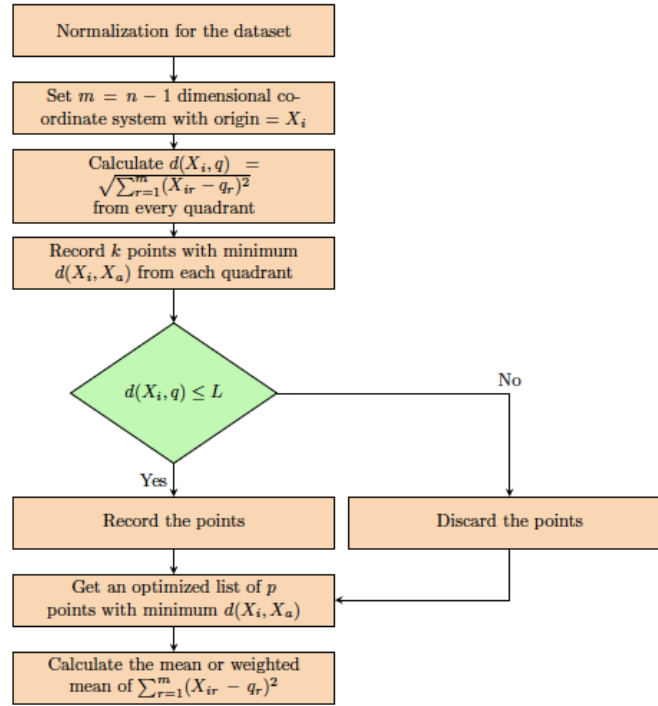 Normalization for the dataset
Set m = n − 1 dimensional co-
ordinate system with origin = X_i
Calculate d(X_i, q) =
√∑_{r=1}^{m}(X_{ir} − q_r)^2
from every quadrant
Record k points with minimum
d(X_i, X_a) from each quadrant
d(X_i, q) ≤ L
No
Yes
Record the points
Discard the points
Get an optimized list of p
points with minimum d(X_i, X_a)
Calculate the mean or weighted
mean of ∑_{r=1}^{m}(X_{ir} − q_r)^2